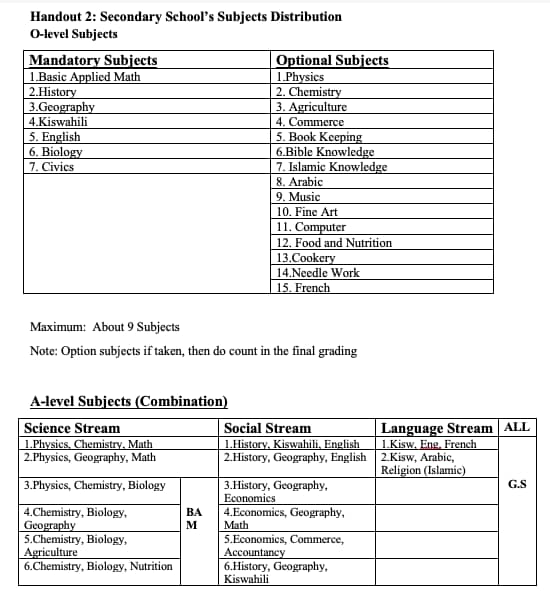 Handout 2: Secondary School's Subjects Distribution
O-level Subjects
Mandatory Subjects
Optional Subjects
1.Basic Applied Math
1.Physics
2.History
2. Chemistry
3.Geography
3. Agriculture
4.Kiswahili
4. Commerce
5. English
5. Book Keeping
6. Biology
6.Bible Knowledge
7. Civics
7. Islamic Knowledge
8. Arabic
9. Music
10. Fine Art
11. Computer
12. Food and Nutrition
13.Cookery
14.Needle Work
15. French
Maximum: About 9 Subjects
Note: Option subjects if taken, then do count in the final grading
A-level Subjects (Combination)
Science Stream
Social Stream
Language Stream
ALL
1.Physics, Chemistry, Math
1.History, Kiswahili, English
1.Kisw, Eng, French
2.Physics, Geography, Math
2.History, Geography, English
2.Kisw, Arabic,
Religion (Islamic)
3.Physics, Chemistry, Biology
3.History, Geography,
Economics
G.S
4.Chemistry, Biology,
Geography
BA
M
4.Economics, Geography,
Math
5.Chemistry, Biology,
Agriculture
5.Economics, Commerce,
Accountancy
6.Chemistry, Biology, Nutrition
6.History, Geography,
Kiswahili